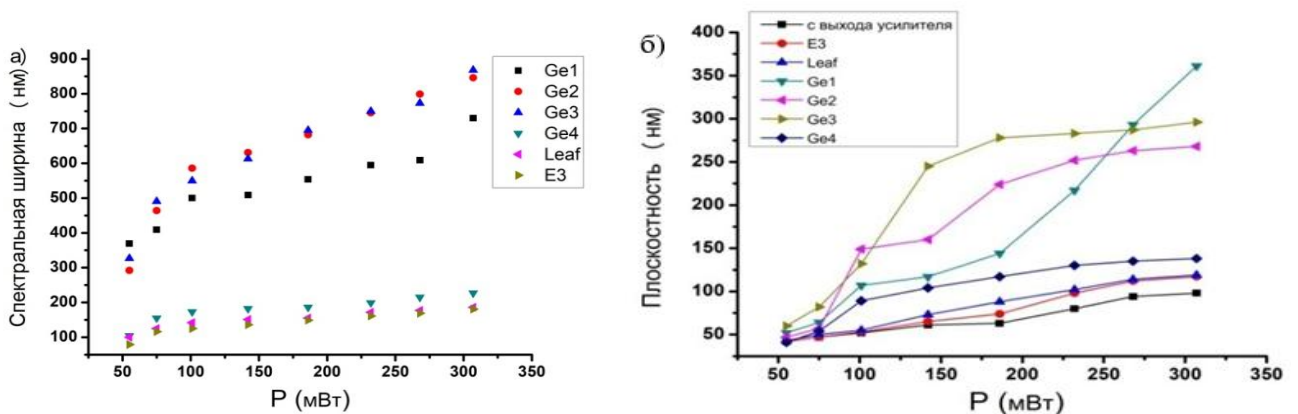 а)
Спектральная ширина ( нм)
900
800
700
600
500
400
300
200
100
50
100
150
200
250
300
350
P (мВт)
Ge1
Ge2
Ge3
Ge4
Leaf
E3
б)
Плоскостность ( нм)
400
350
300
250
200
150
100
50
50
100
150
200
250
300
350
P (мВт)
с выхода усилителя
E3
Leaf
Ge1
Ge2
Ge3
Ge4